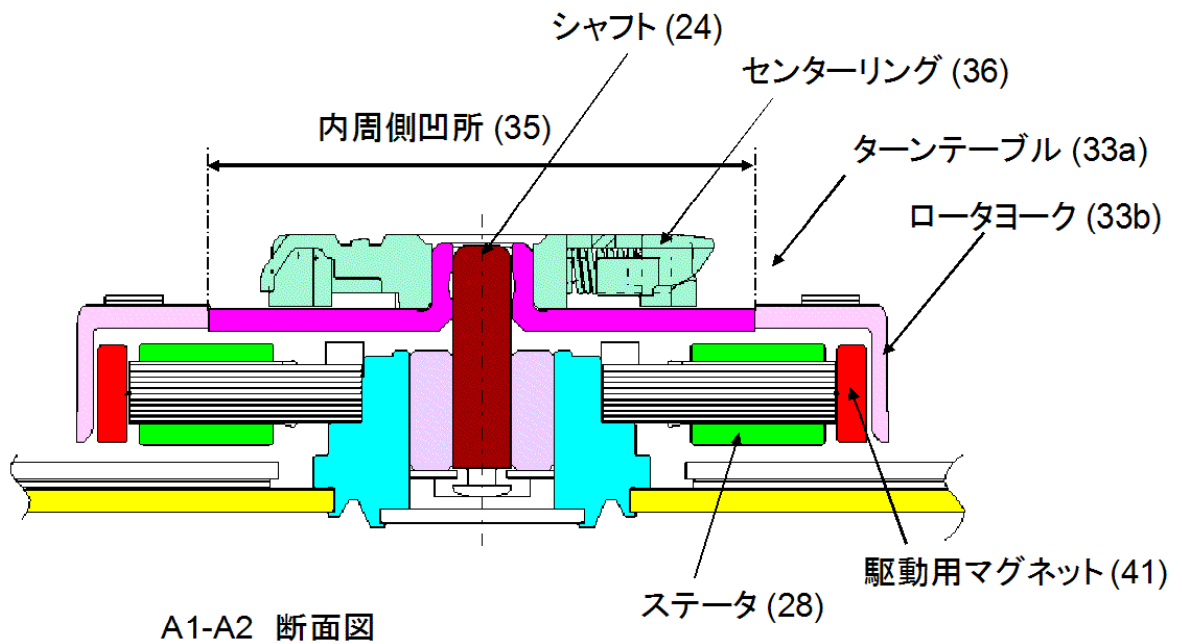 シャフト (24)
センターリング (36)
内周側凹所 (35)
ターンテーブル (33a)
ロータヨーク (33b)
駆動用マグネット (41)
ステータ (28)
A1-A2 断面図